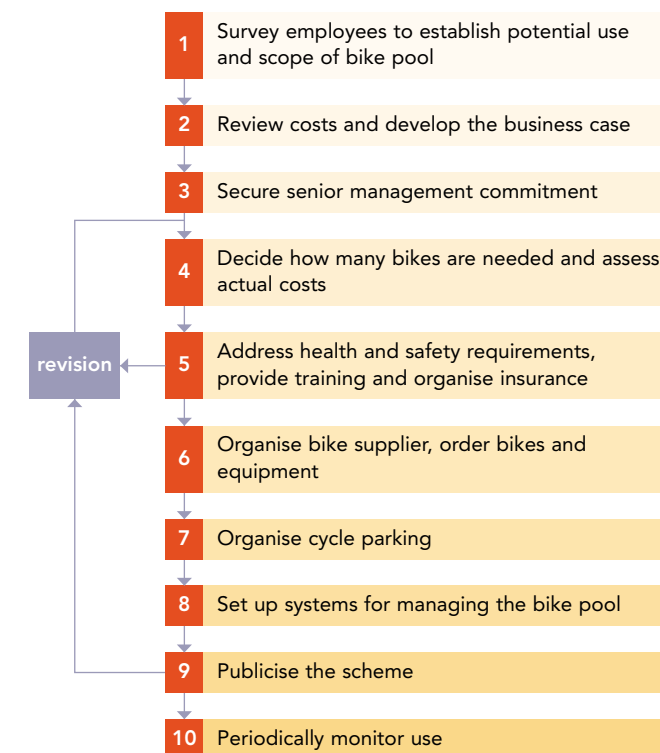 1
Survey employees to establish potential use
and scope of bike pool
2
Review costs and develop the business case
3
Secure senior management commitment
4
Decide how many bikes are needed and assess
actual costs
revision
5
Address health and safety requirements,
provide training and organise insurance
6
Organise bike supplier, order bikes and
equipment
7
Organise cycle parking
8
Set up systems for managing the bike pool
9
Publicise the scheme
10
Periodically monitor use